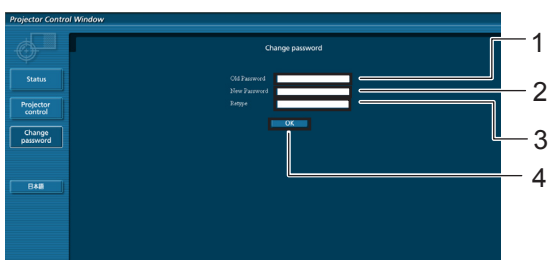 Projector Control Window
Change password
Status
Projector
control
Change
password
日本語
Old Password
New Password
Retype
OK
1
2
3
4